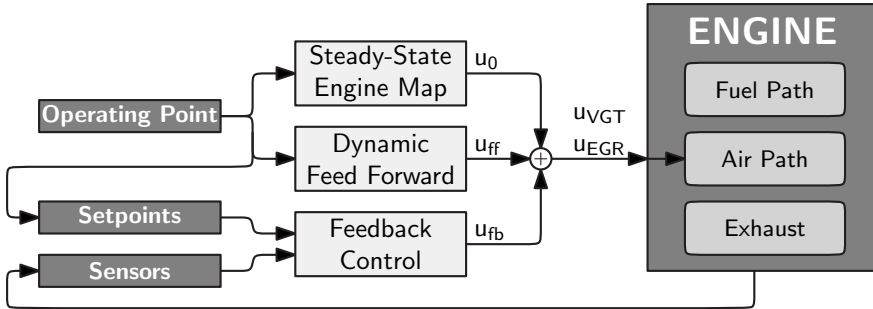 ENGINE
Steady-State
Engine Map
u0
Fuel Path
Operating Point
uVGT
uEGR
Dynamic
Feed Forward
uff
+
Air Path
Setpoints
Feedback
Control
ufb
Exhaust
Sensors